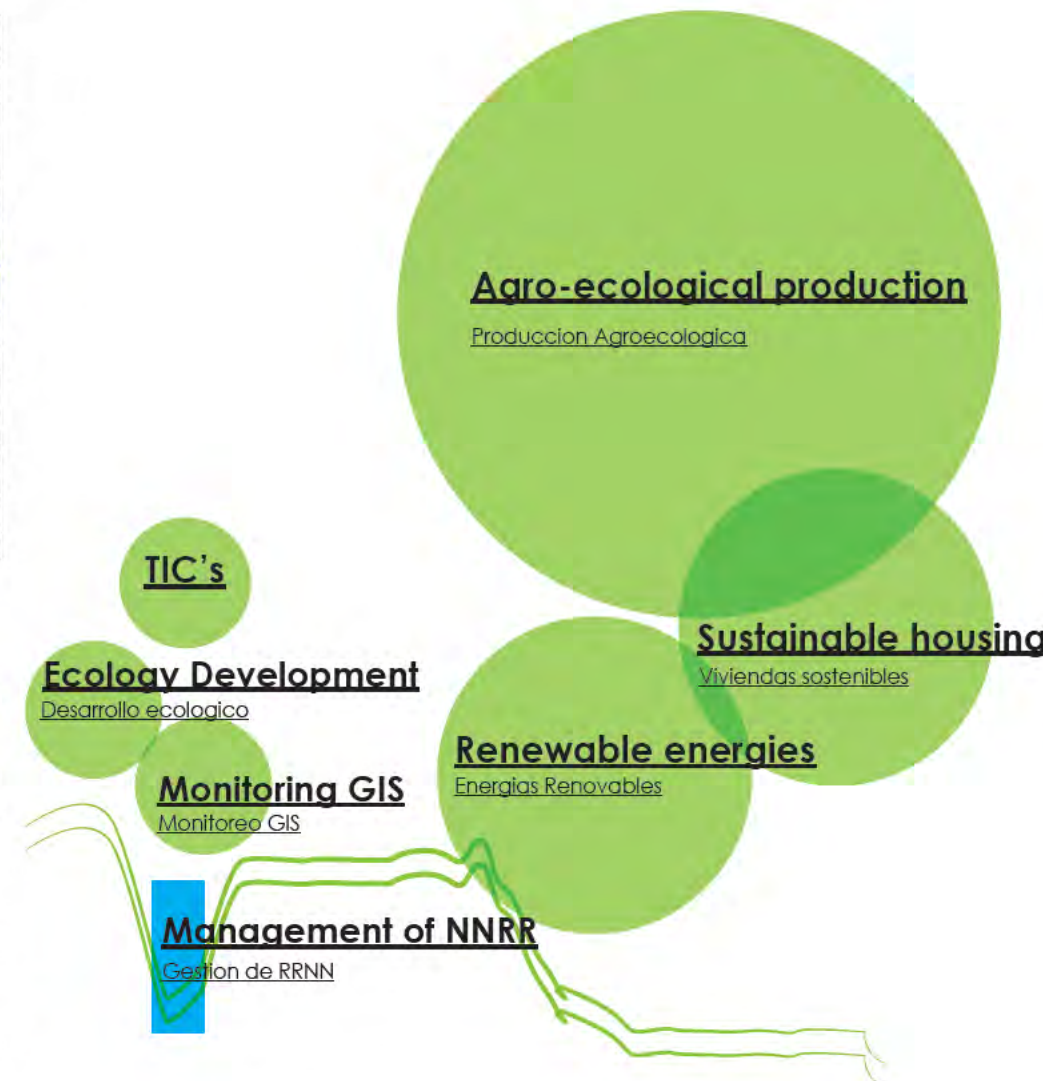 Agro-ecological production
Produccion Agroecologica
TIC's
Sustainable housing
Viviendas sostenibles
Ecology Development
Desarrollo ecologico
Renewable energies
Energias Renovables
Monitoring GIS
Monitoreo GIS
Management of NNRR
Gestion de RRNN